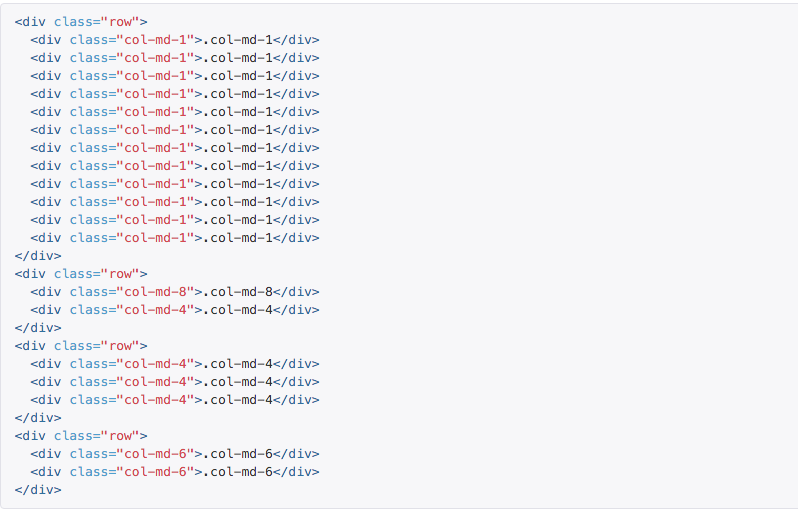 <div class="row">
  <div class="col-md-1">.col-md-1</div>
  <div class="col-md-1">.col-md-1</div>
  <div class="col-md-1">.col-md-1</div>
  <div class="col-md-1">.col-md-1</div>
  <div class="col-md-1">.col-md-1</div>
  <div class="col-md-1">.col-md-1</div>
  <div class="col-md-1">.col-md-1</div>
  <div class="col-md-1">.col-md-1</div>
  <div class="col-md-1">.col-md-1</div>
  <div class="col-md-1">.col-md-1</div>
  <div class="col-md-1">.col-md-1</div>
  <div class="col-md-1">.col-md-1</div>
</div>
<div class="row">
  <div class="col-md-8">.col-md-8</div>
  <div class="col-md-4">.col-md-4</div>
</div>
<div class="row">
  <div class="col-md-4">.col-md-4</div>
  <div class="col-md-4">.col-md-4</div>
  <div class="col-md-4">.col-md-4</div>
</div>
<div class="row">
  <div class="col-md-6">.col-md-6</div>
  <div class="col-md-6">.col-md-6</div>
</div>